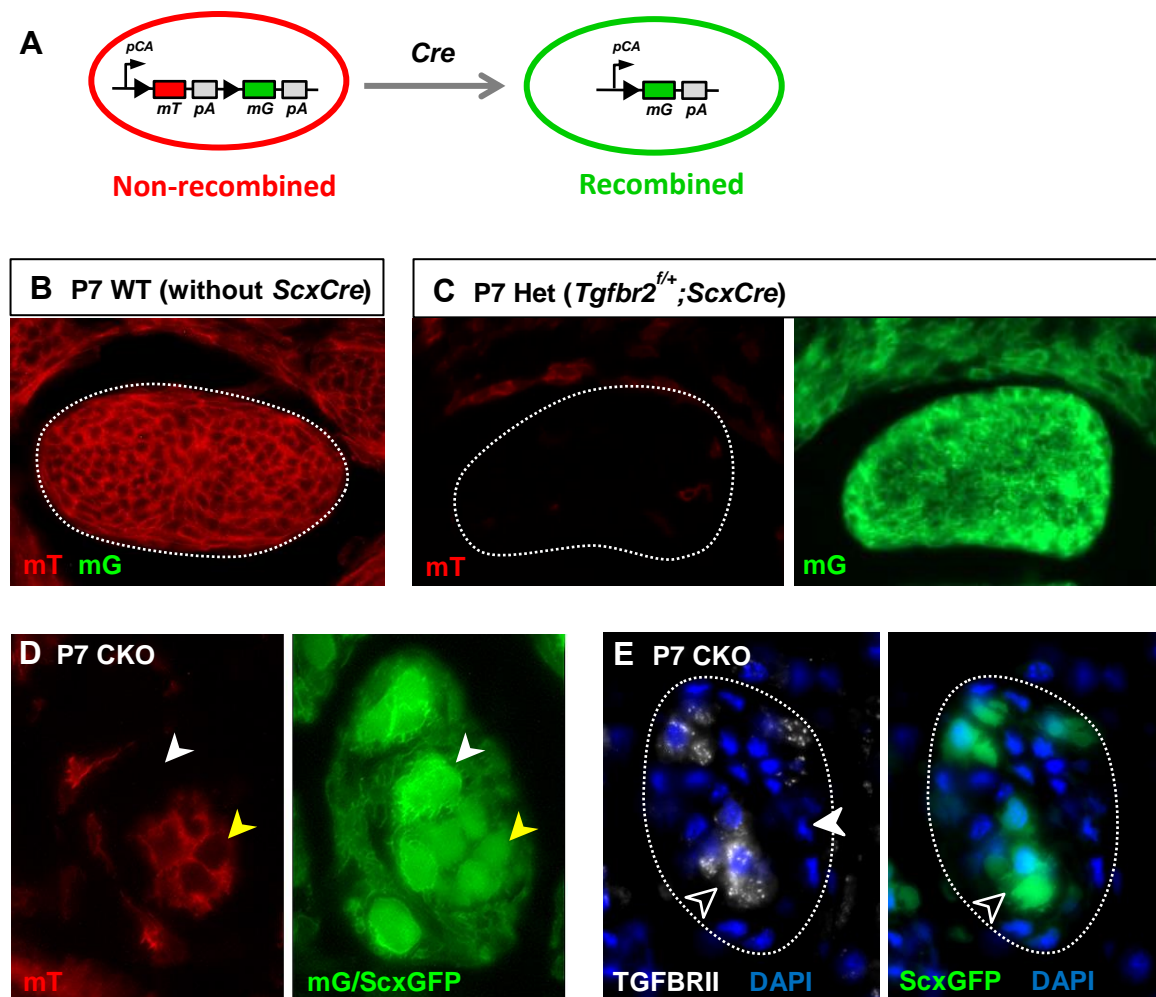 A
pCA
mT pA mG pA
Non-recombined
Cre
pCA
mG pA
Recombined
B P7 WT (without ScxCre)
mT mG
C P7 Het (Tgfbr2f/+;ScxCre)
mT
mG
D P7 CKO
mT
mG/ScxGFP
E P7 CKO
TGFBRII DAPI
ScxGFP DAPI